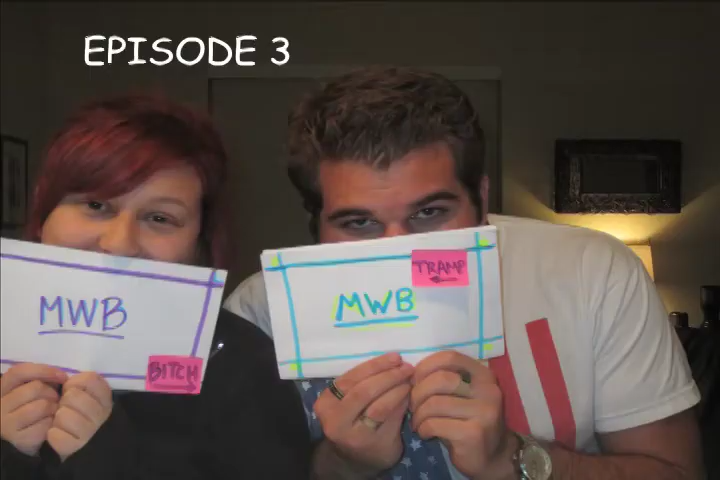 EPISODE 3
MWB
BITCH
TRAMP
MWB